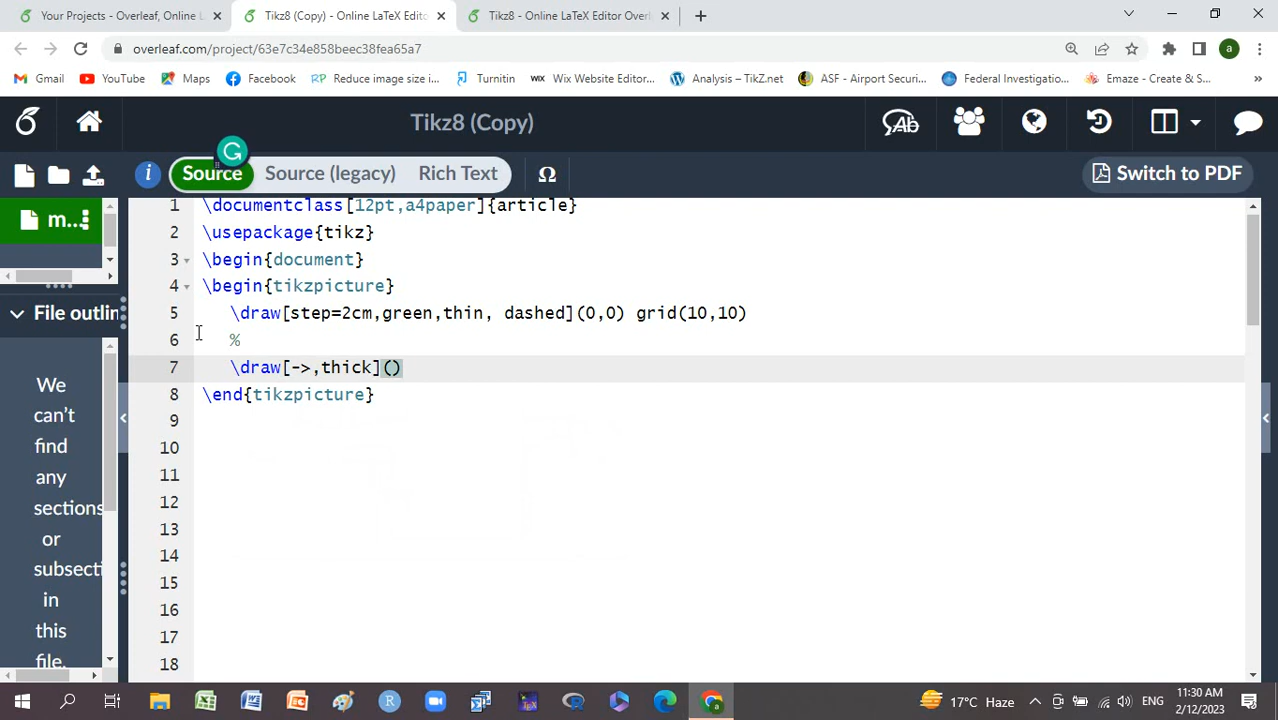 Your Projects - Overleaf, Online L
Tikz8 (Copy) - Online LaTeX Edito
Tikz8 - Online LaTeX Editor Over
overleaf.com/project/63e7c34e858beec38fea65a7
a
Gmail
YouTube
Maps
Facebook
RP Reduce image size i...
Turnitin
WIX Wix Website Editor...
Analysis – TikZ.net
ASF - Airport Securi...
Federal Investigatio...
Emaze - Create & S...
Tikz8 (Copy)
Source
Source (legacy)
Rich Text
Ω
Switch to PDF
m...
File outlin
We
can't
find
any
sections
or
subsecti
in
this
file.
1 \documentclass[12pt,a4paper]{article}
2 \usepackage{tikz}
3 \begin{document}
4 \begin{tikzpicture}
5 \draw[step=2cm,green,thin, dashed](0,0) grid(10,10)
6 %
7 \draw[->,thick]()
8 \end{tikzpicture}
9
10
11
12
13
14
15
16
17
18
17°C Haze
ENG
11:30 AM
2/12/2023